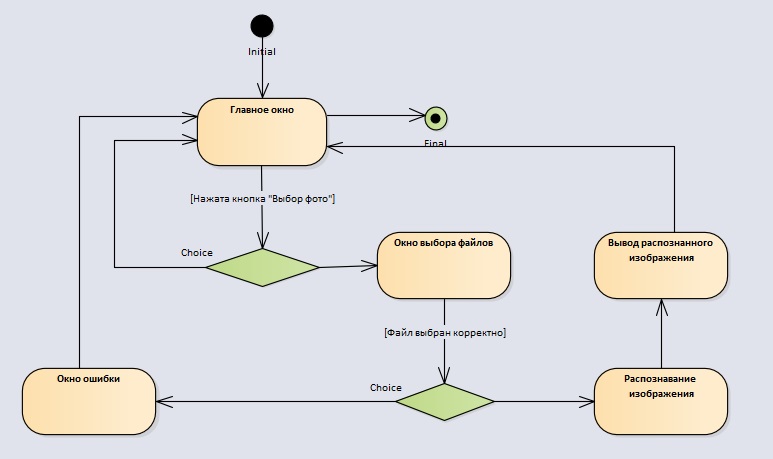 Initial
Главное окно
Final
[Нажата кнопка "Выбор фото"]
Choice
Окно выбора файлов
Вывод распознанного
изображения
[Файл выбран корректно]
Окно ошибки
Choice
Распознавание
изображения